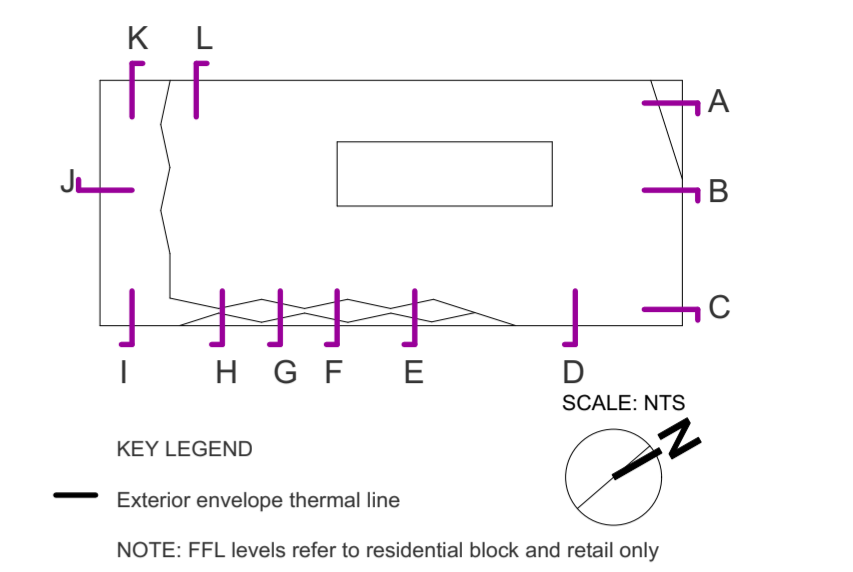 K L
A
J B
C
I H G F E D
SCALE: NTS
N
KEY LEGEND
Exterior envelope thermal line
NOTE: FFL levels refer to residential block and retail only